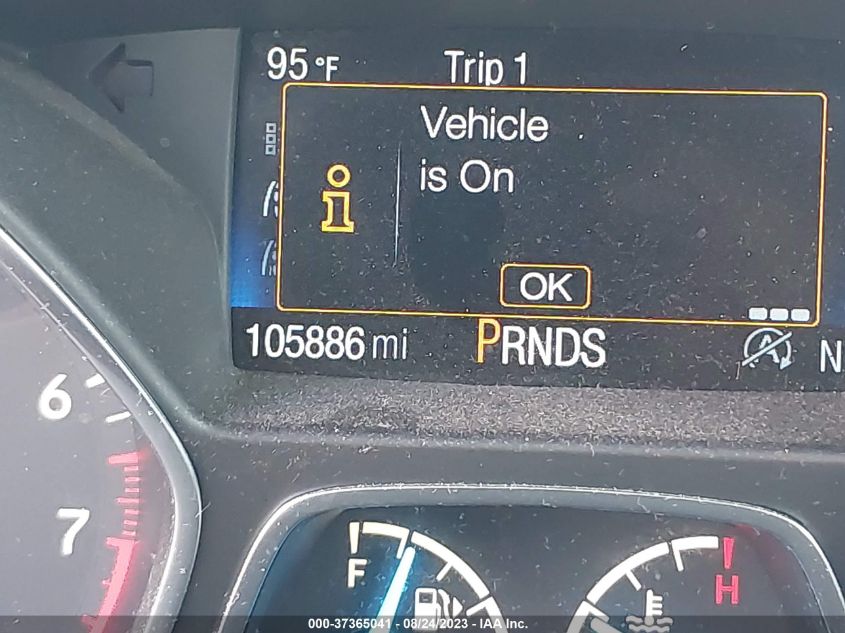 95 °F Trip 1
Vehicle
is On
i
OK
105886 mi PRNDS A N
6
7
F H
000-37365041 - 08/24/2023 - IAA Inc.